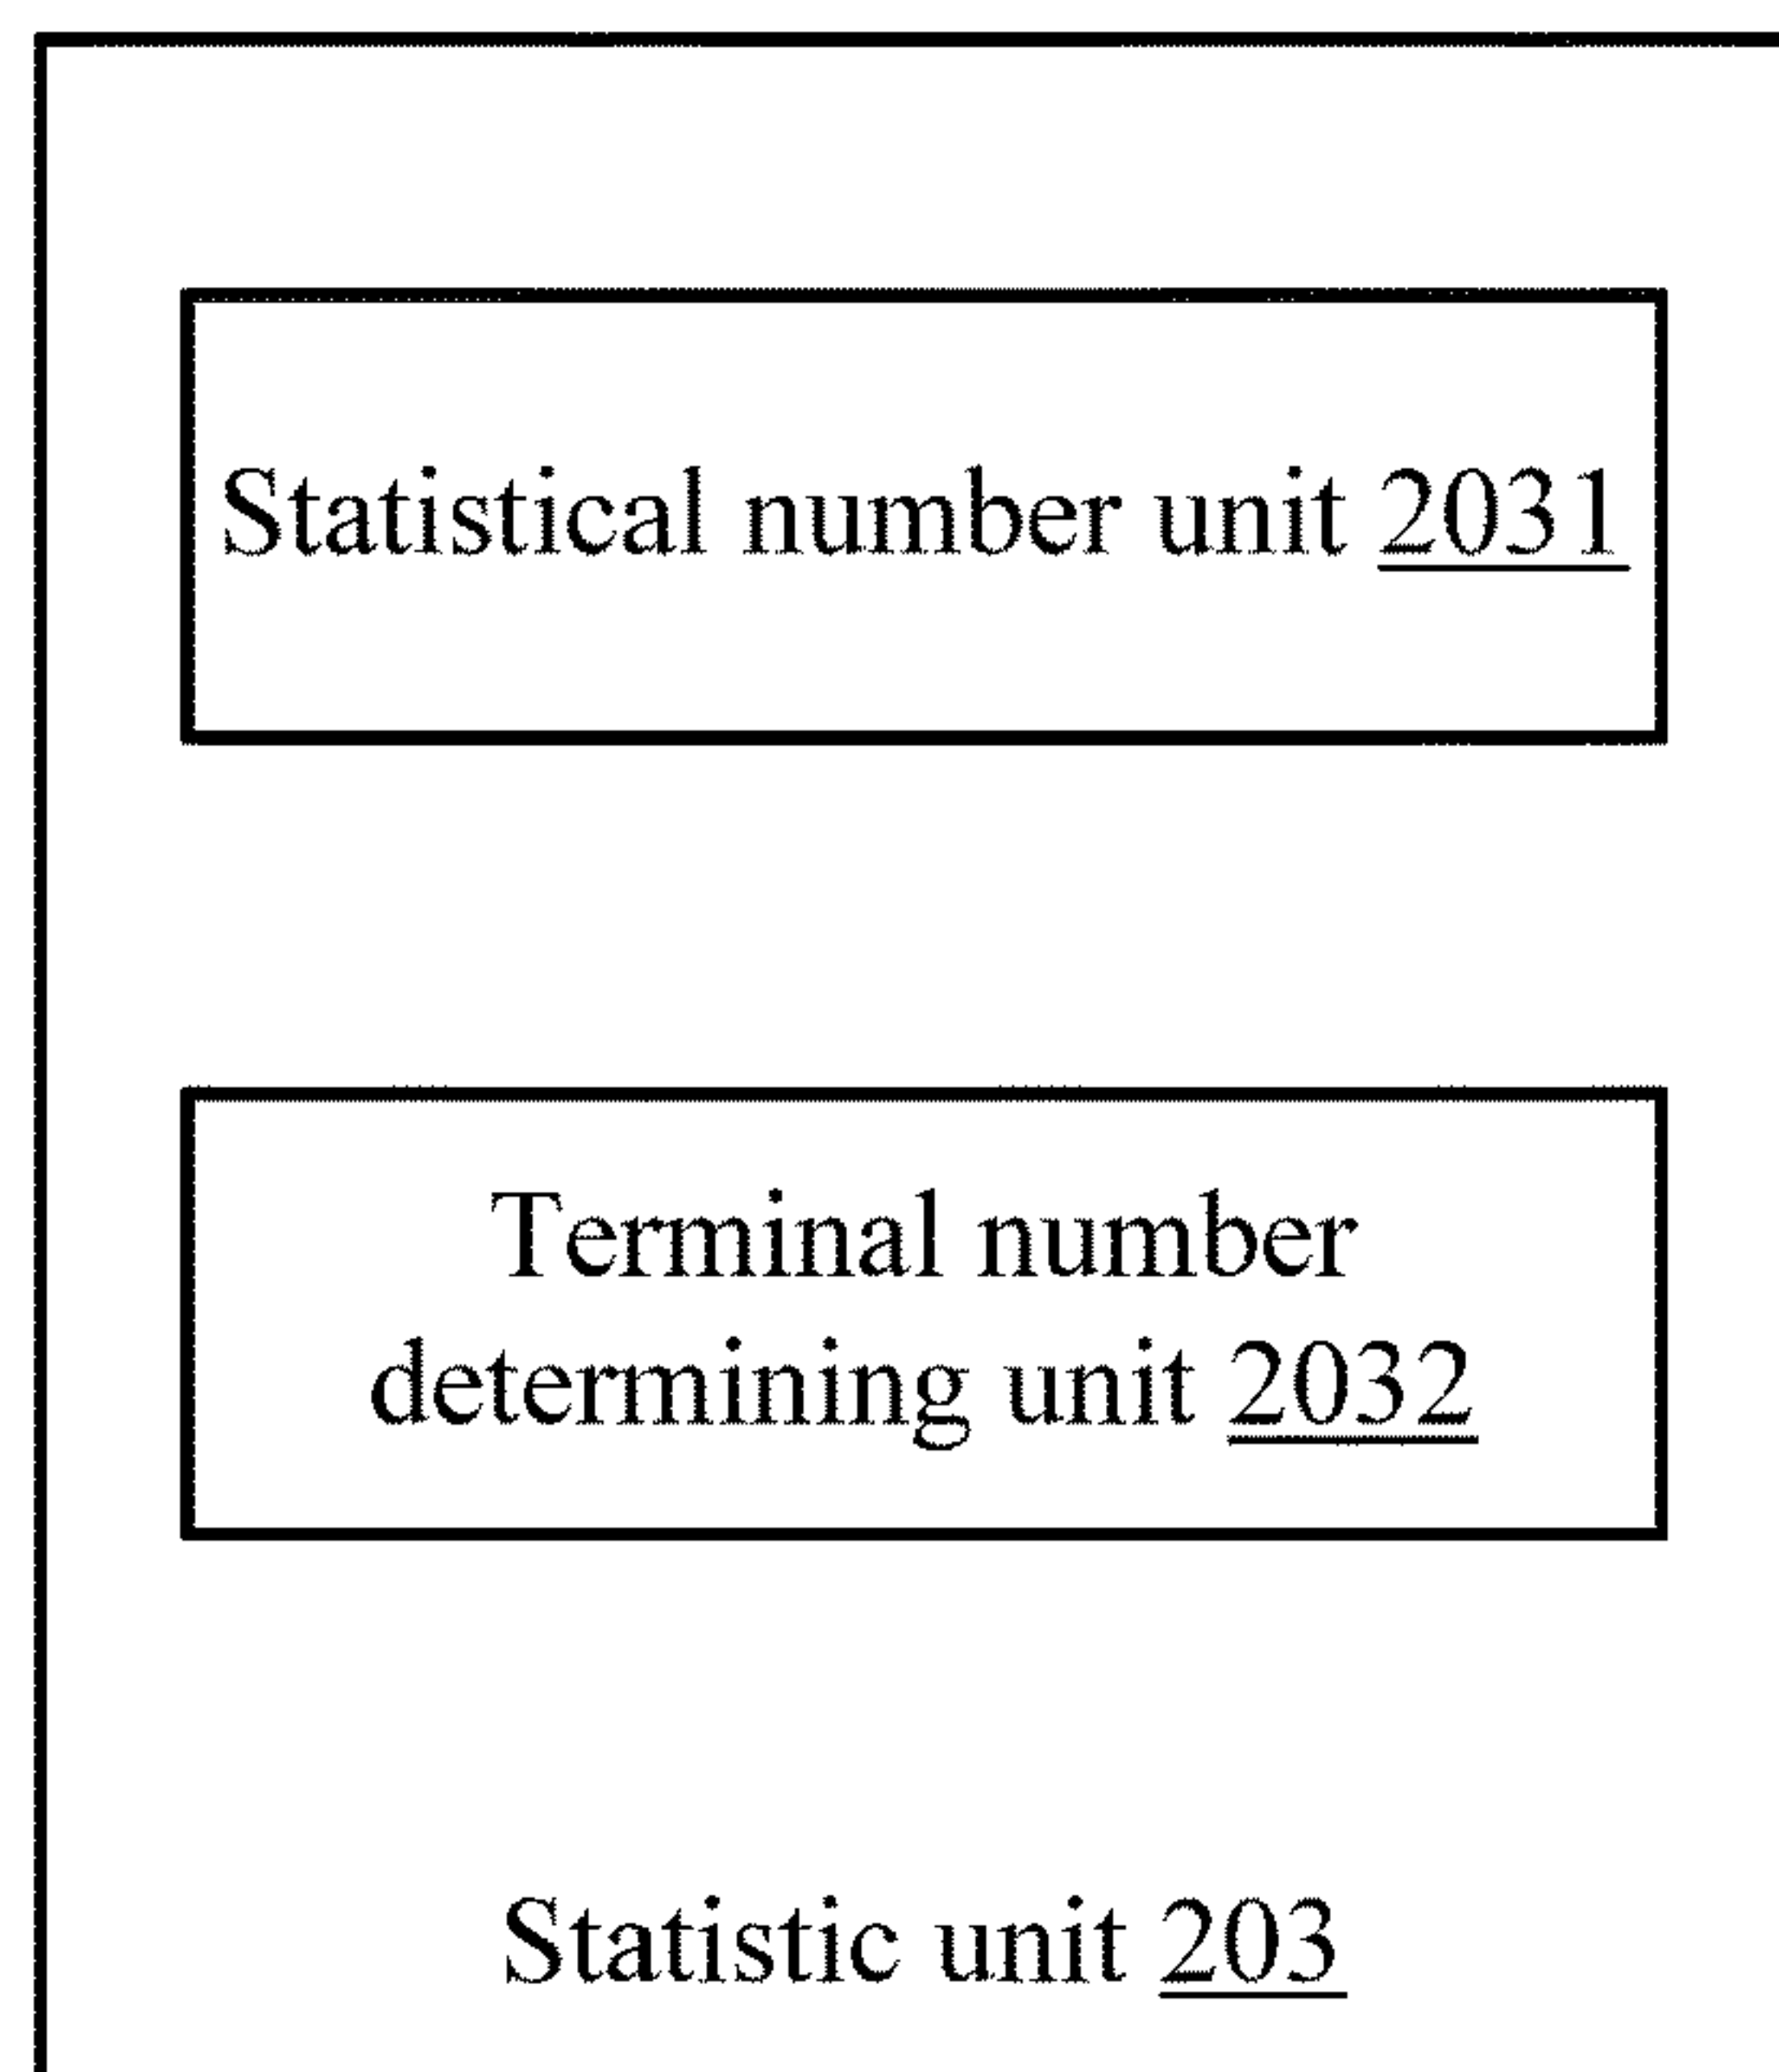 Statistical number unit 2031
Terminal number
determining unit 2032
Statistic unit 203